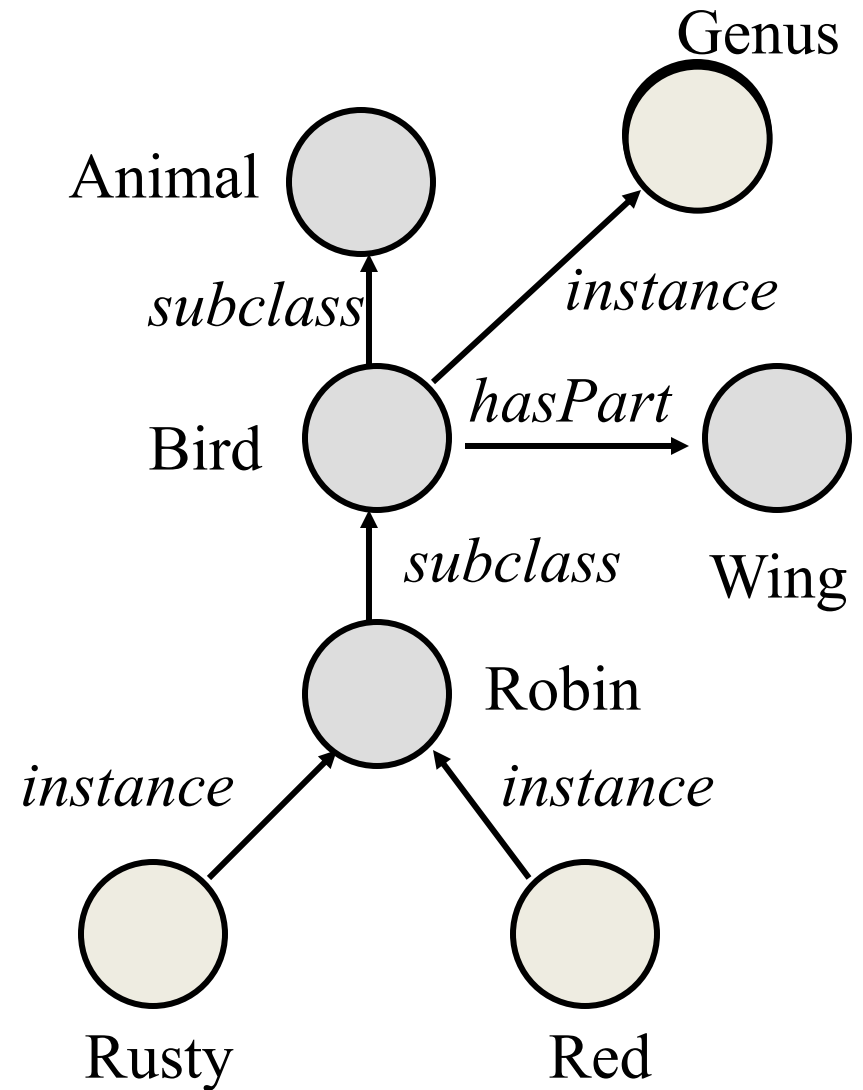 Genus
Animal
subclass
instance
hasPart
Bird
subclass
Wing
Robin
instance
instance
Rusty
Red